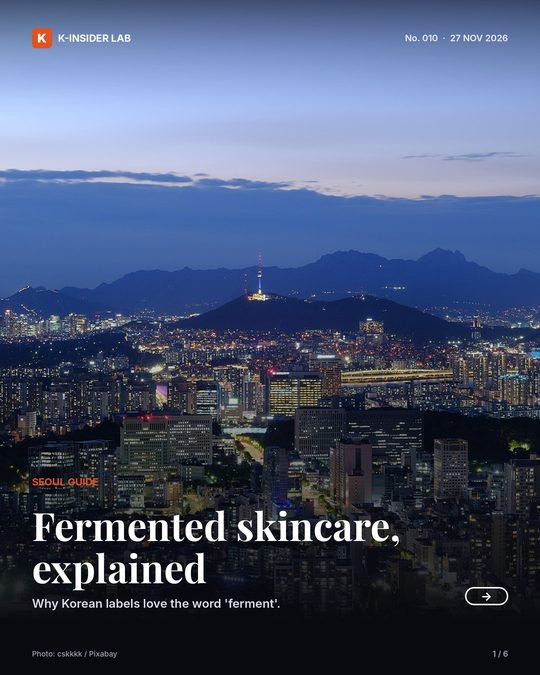 K K-INSIDER LAB
No. 010 · 27 NOV 2026
SEOUL GUIDE
Fermented skincare,
explained
Why Korean labels love the word 'ferment'.
Photo: cskkkk / Pixabay
1 / 6